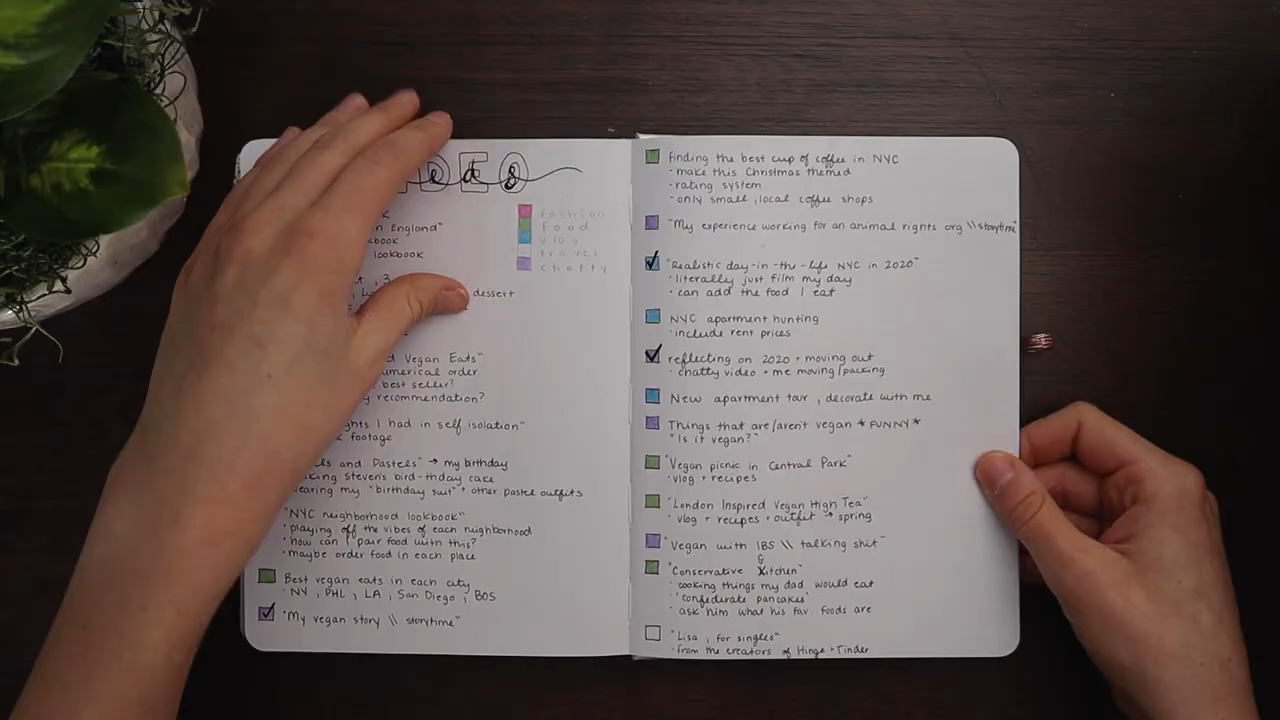 Fashion
Food
vlog
travel
chatty
in England"
lookbook
dessert
Vegan Eats"
numerical order
best seller?
recommendation?
I had in self isolation"
footage
and Pastels" → my birthday
Steven's bird-thday cake
wearing my "birthday suit" + other pastel outfits
"NYC neighborhood lookbook"
· playing off the vibes of each neighborhood
· how can I pair food with this?
· maybe order food in each place
Best vegan eats in each city
· NY, PHL, LA, San Diego, BOS
"My vegan story \\ storytime"
finding the best cup of coffee in NYC
· make this Christmas themed
· rating system
· only small, local coffee shops
"My experience working for an animal rights org \\ storytime"
"Realistic day-in-the-life NYC in 2020"
· literally just film my day
· can add the food I eat
NYC apartment hunting
· include rent prices
reflecting on 2020 + moving out
· chatty video + me moving/packing
New apartment tour, decorate with me
Things that are/aren't vegan *FUNNY*
"Is it vegan?"
"Vegan picnic in Central Park"
· vlog + recipes
"London Inspired Vegan High Tea"
· vlog + recipes + outfit → spring
"Vegan with IBS \\ talking shit"
&
"Conservative Kitchen"
· cooking things my dad would eat
· "confederate pancakes"
· ask him what his fav. foods are
"Lisa, for singles"
· from the creators of Hinge + Tinder